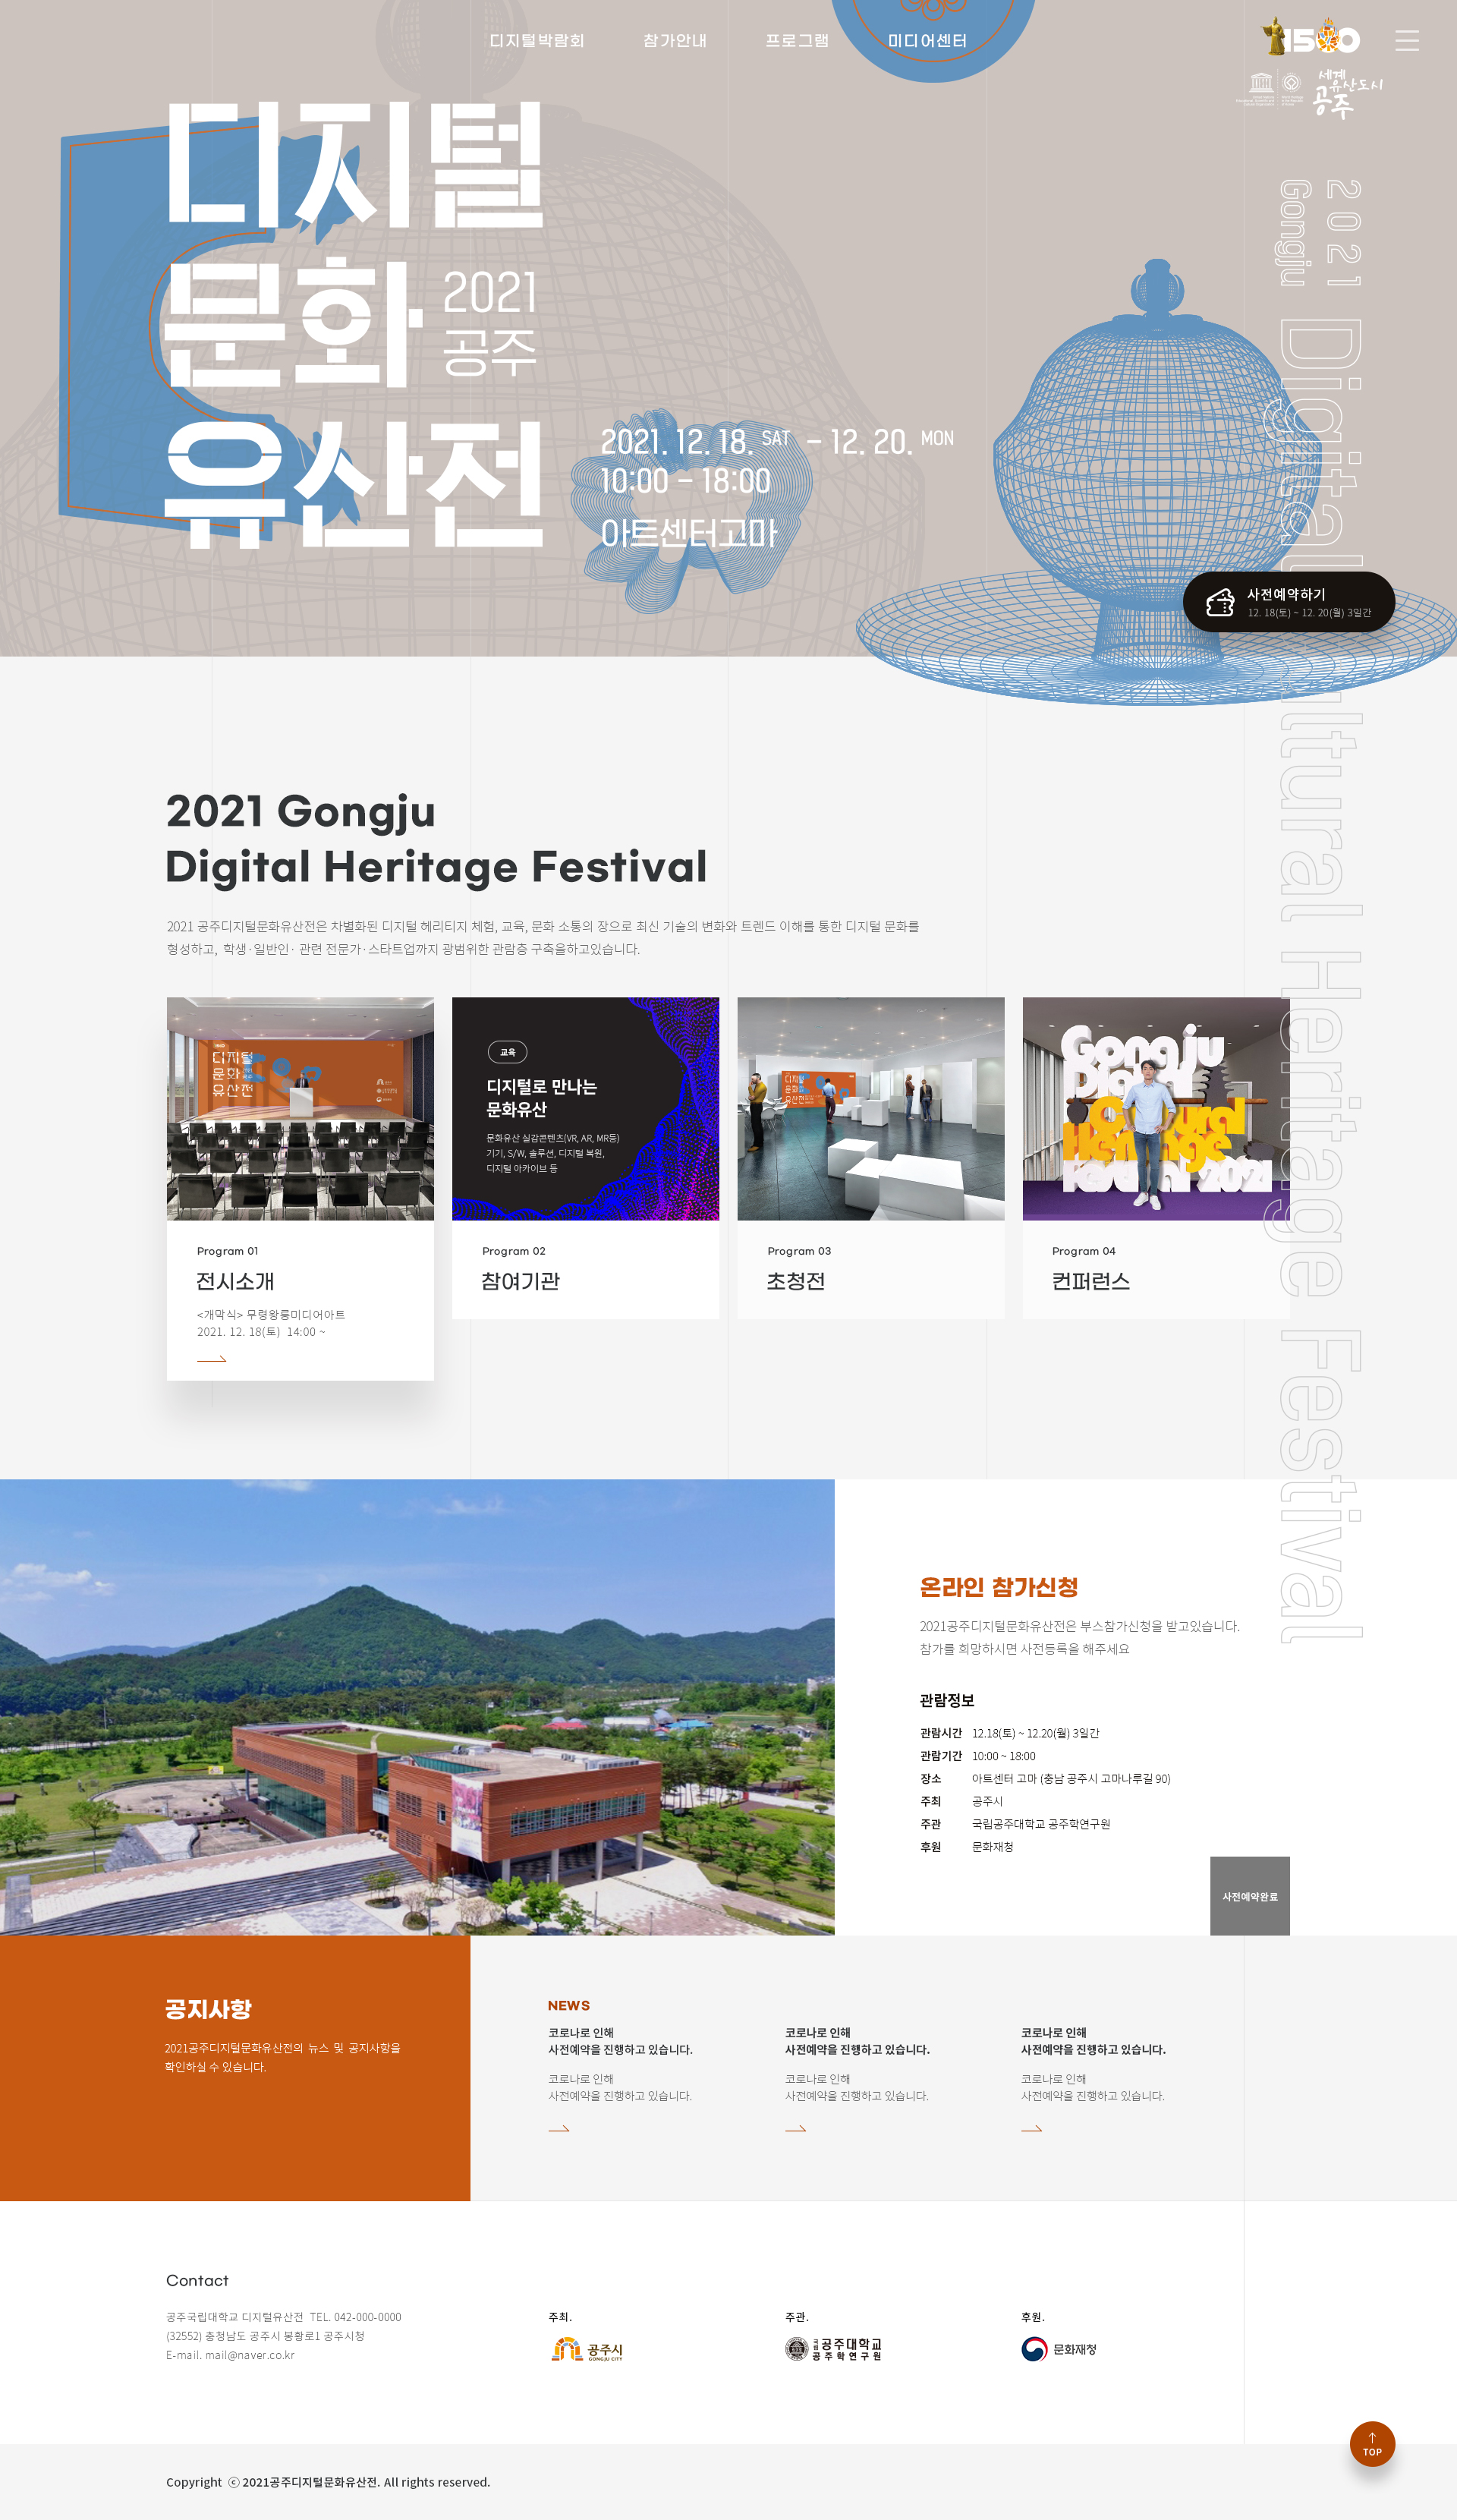 디지털박람회
참가안내
프로그램
미디어센터
1500
세계
유산도시
공주
디지털
문화
2021
공주
유산전
2021. 12. 18. SAT - 12. 20. MON
10:00 - 18:00
아트센터고마
2021
Gongju
Digital
ltural Heritage Festival
사전예약하기
12. 18(토) ~ 12. 20(월) 3일간
2021 Gongju
Digital Heritage Festival
2021 공주디지털문화유산전은 차별화된 디지털 헤리티지 체험, 교육, 문화 소통의 장으로 최신 기술의 변화와 트렌드 이해를 통한 디지털 문화를
형성하고, 학생·일반인· 관련 전문가·스타트업까지 광범위한 관람층 구축을하고있습니다.
디지털
문화
유산전
교육
디지털로 만나는
문화유산
문화유산 실감콘텐츠(VR, AR, MR등)
기기, S/W, 솔루션, 디지털 복원,
디지털 아카이브 등
디지털
문화
유산전
Gongju
Digital
Cultural
Heritage
Festival 2021
Program 01
전시소개
<개막식> 무령왕릉미디어아트
2021. 12. 18(토) 14:00 ~
Program 02
참여기관
Program 03
초청전
Program 04
컨퍼런스
온라인 참가신청
2021공주디지털문화유산전은 부스참가신청을 받고있습니다.
참가를 희망하시면 사전등록을 해주세요
관람정보
관람시간 12.18(토) ~ 12.20(월) 3일간
관람기간 10:00 ~ 18:00
장소 아트센터 고마 (충남 공주시 고마나루길 90)
주최 공주시
주관 국립공주대학교 공주학연구원
후원 문화재청
사전예약완료
공지사항
2021공주디지털문화유산전의 뉴스 및 공지사항을
확인하실 수 있습니다.
NEWS
코로나로 인해
사전예약을 진행하고 있습니다.
코로나로 인해
사전예약을 진행하고 있습니다.
코로나로 인해
사전예약을 진행하고 있습니다.
코로나로 인해
사전예약을 진행하고 있습니다.
코로나로 인해
사전예약을 진행하고 있습니다.
코로나로 인해
사전예약을 진행하고 있습니다.
Contact
공주국립대학교 디지털유산전 TEL. 042-000-0000
(32552) 충청남도 공주시 봉황로1 공주시청
E-mail. mail@naver.co.kr
주최.
공주시
GONGJU CITY
주관.
국립 공주대학교
공주학연구원
후원.
문화재청
TOP
Copyright ⓒ 2021공주디지털문화유산전. All rights reserved.